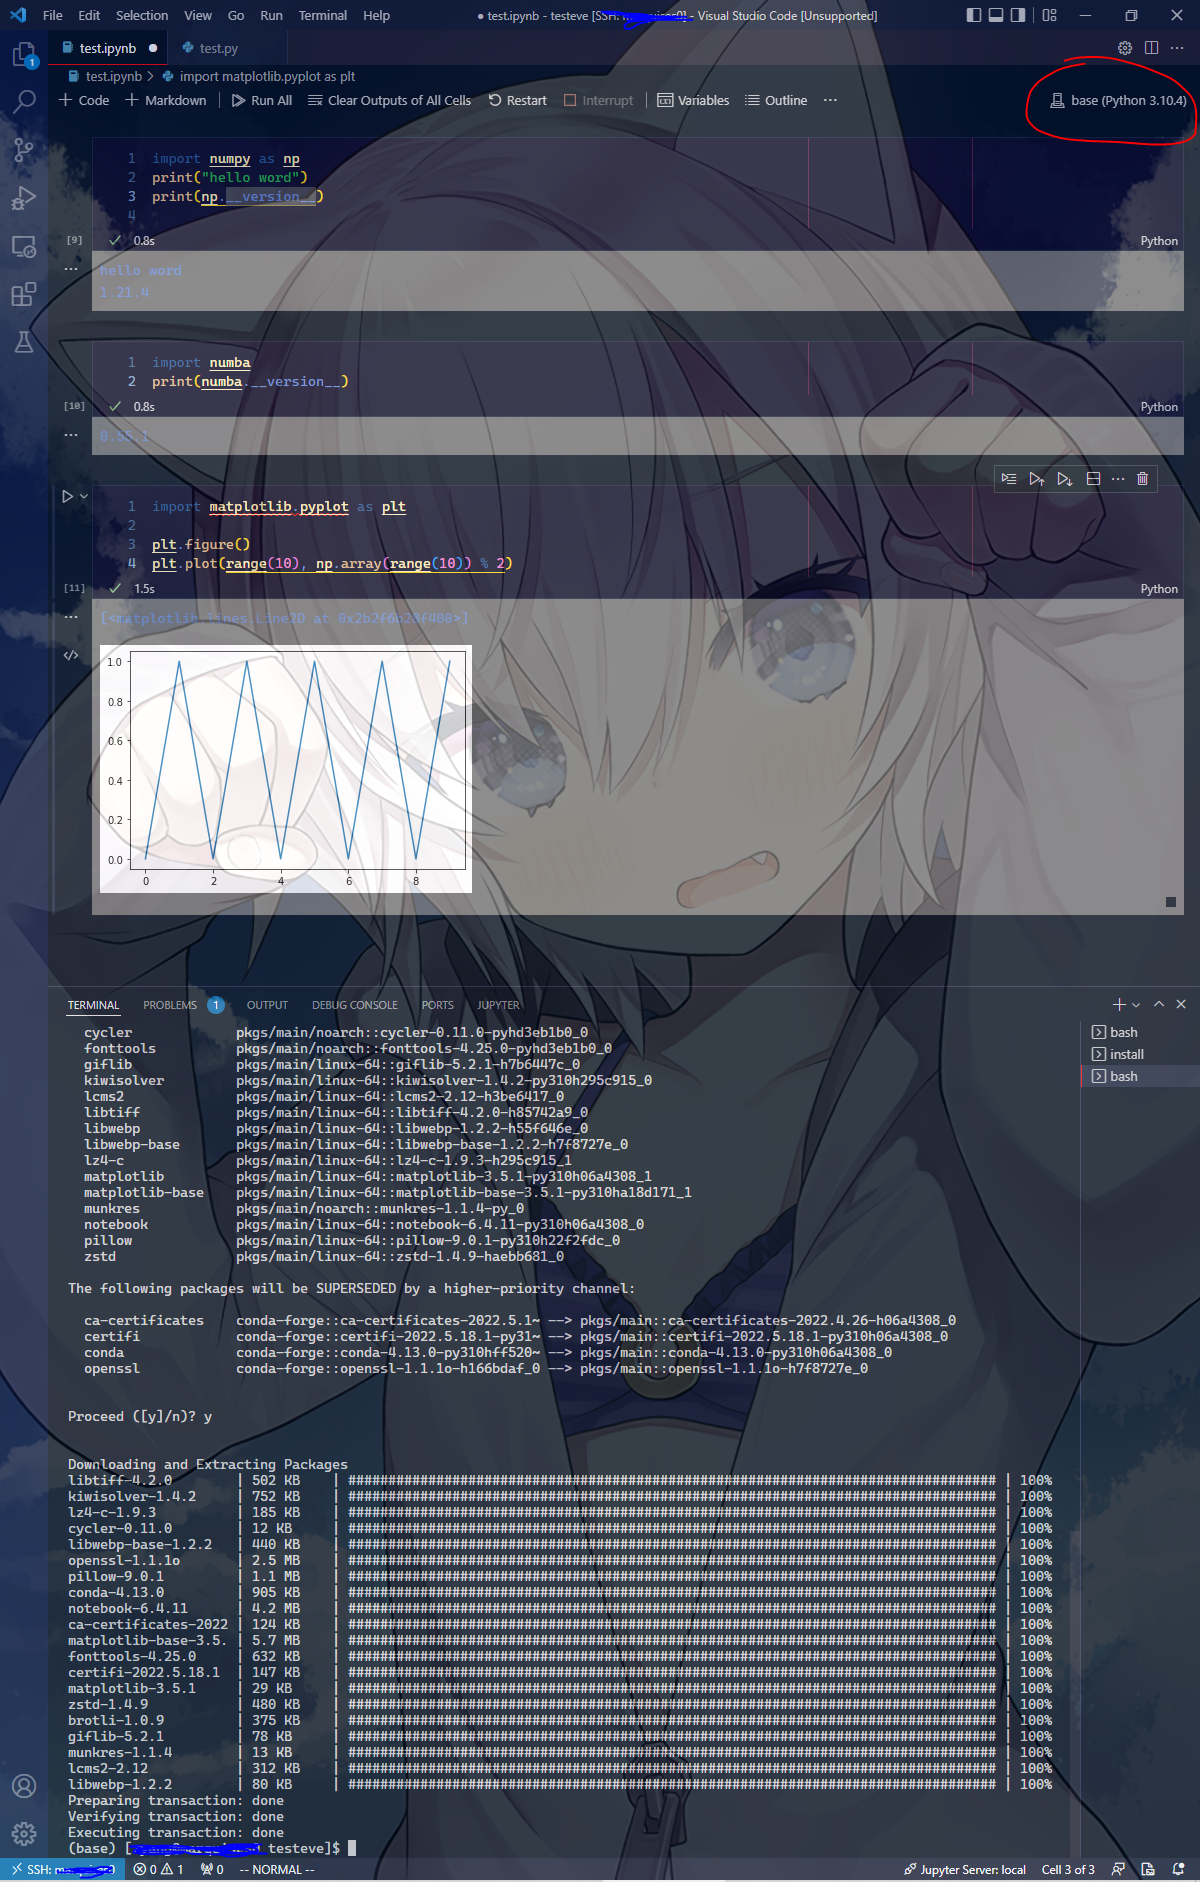 File Edit Selection View Go Run Terminal Help ● test.ipynb - testeve [SSH: ] - Visual Studio Code [Unsupported]
test.ipynb ● test.py
test.ipynb > import matplotlib.pyplot as plt
+ Code + Markdown | Run All Clear Outputs of All Cells Restart Interrupt | Variables Outline ··· base (Python 3.10.4)
1 import numpy as np
2 print("hello word")
3 print(np.__version__)
4
[9] ✓ 0.8s Python
hello word
1.21.4
1 import numba
2 print(numba.__version__)
[10] ✓ 0.8s Python
0.55.1
1 import matplotlib.pyplot as plt
2
3 plt.figure()
4 plt.plot(range(10), np.array(range(10)) % 2)
[11] ✓ 1.5s Python
[<matplotlib.lines.Line2D at 0x2b2f6b28f400>]
1.0
0.8
0.6
0.4
0.2
0.0
0 2 4 6 8
TERMINAL PROBLEMS 1 OUTPUT DEBUG CONSOLE PORTS JUPYTER
bash
install
bash
cycler pkgs/main/noarch::cycler-0.11.0-pyhd3eb1b0_0
fonttools pkgs/main/noarch::fonttools-4.25.0-pyhd3eb1b0_0
giflib pkgs/main/linux-64::giflib-5.2.1-h7b6447c_0
kiwisolver pkgs/main/linux-64::kiwisolver-1.4.2-py310h295c915_0
lcms2 pkgs/main/linux-64::lcms2-2.12-h3be6417_0
libtiff pkgs/main/linux-64::libtiff-4.2.0-h85742a9_0
libwebp pkgs/main/linux-64::libwebp-1.2.2-h55f646e_0
libwebp-base pkgs/main/linux-64::libwebp-base-1.2.2-h7f8727e_0
lz4-c pkgs/main/linux-64::lz4-c-1.9.3-h295c915_1
matplotlib pkgs/main/linux-64::matplotlib-3.5.1-py310h06a4308_1
matplotlib-base pkgs/main/linux-64::matplotlib-base-3.5.1-py310ha18d171_1
munkres pkgs/main/noarch::munkres-1.1.4-py_0
notebook pkgs/main/linux-64::notebook-6.4.11-py310h06a4308_0
pillow pkgs/main/linux-64::pillow-9.0.1-py310h22f2fdc_0
zstd pkgs/main/linux-64::zstd-1.4.9-haebb681_0
The following packages will be SUPERSEDED by a higher-priority channel:
ca-certificates conda-forge::ca-certificates-2022.5.1~ --> pkgs/main::ca-certificates-2022.4.26-h06a4308_0
certifi conda-forge::certifi-2022.5.18.1-py31~ --> pkgs/main::certifi-2022.5.18.1-py310h06a4308_0
conda conda-forge::conda-4.13.0-py310hff520~ --> pkgs/main::conda-4.13.0-py310h06a4308_0
openssl conda-forge::openssl-1.1.1o-h166bdaf_0 --> pkgs/main::openssl-1.1.1o-h7f8727e_0
Proceed ([y]/n)? y
Downloading and Extracting Packages
libtiff-4.2.0 | 502 KB | ################################################################################# | 100%
kiwisolver-1.4.2 | 752 KB | ################################################################################# | 100%
lz4-c-1.9.3 | 185 KB | ################################################################################# | 100%
cycler-0.11.0 | 12 KB | ################################################################################# | 100%
libwebp-base-1.2.2 | 440 KB | ################################################################################# | 100%
openssl-1.1.1o | 2.5 MB | ################################################################################# | 100%
pillow-9.0.1 | 1.1 MB | ################################################################################# | 100%
conda-4.13.0 | 905 KB | ################################################################################# | 100%
notebook-6.4.11 | 4.2 MB | ################################################################################# | 100%
ca-certificates-2022 | 124 KB | ################################################################################# | 100%
matplotlib-base-3.5. | 5.7 MB | ################################################################################# | 100%
fonttools-4.25.0 | 632 KB | ################################################################################# | 100%
certifi-2022.5.18.1 | 147 KB | ################################################################################# | 100%
matplotlib-3.5.1 | 29 KB | ################################################################################# | 100%
zstd-1.4.9 | 480 KB | ################################################################################# | 100%
brotli-1.0.9 | 375 KB | ################################################################################# | 100%
giflib-5.2.1 | 78 KB | ################################################################################# | 100%
munkres-1.1.4 | 13 KB | ################################################################################# | 100%
lcms2-2.12 | 312 KB | ################################################################################# | 100%
libwebp-1.2.2 | 80 KB | ################################################################################# | 100%
Preparing transaction: done
Verifying transaction: done
Executing transaction: done
(base) [ testeve]$
SSH: 0 1 0 -- NORMAL -- Jupyter Server: local Cell 3 of 3